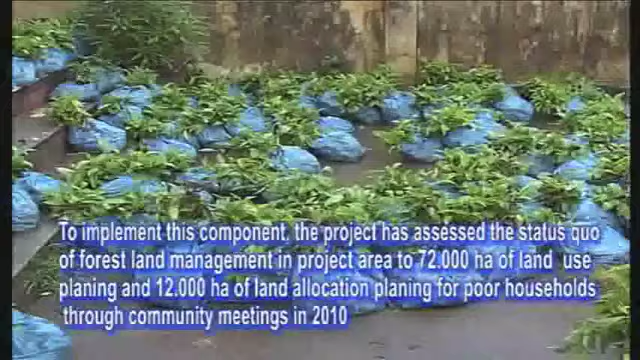 To implement this component, the project has assessed the status quo
of forest land management in project area to 72.000 ha of land use
planing and 12.000 ha of land allocation planing for poor households
through community meetings in 2010